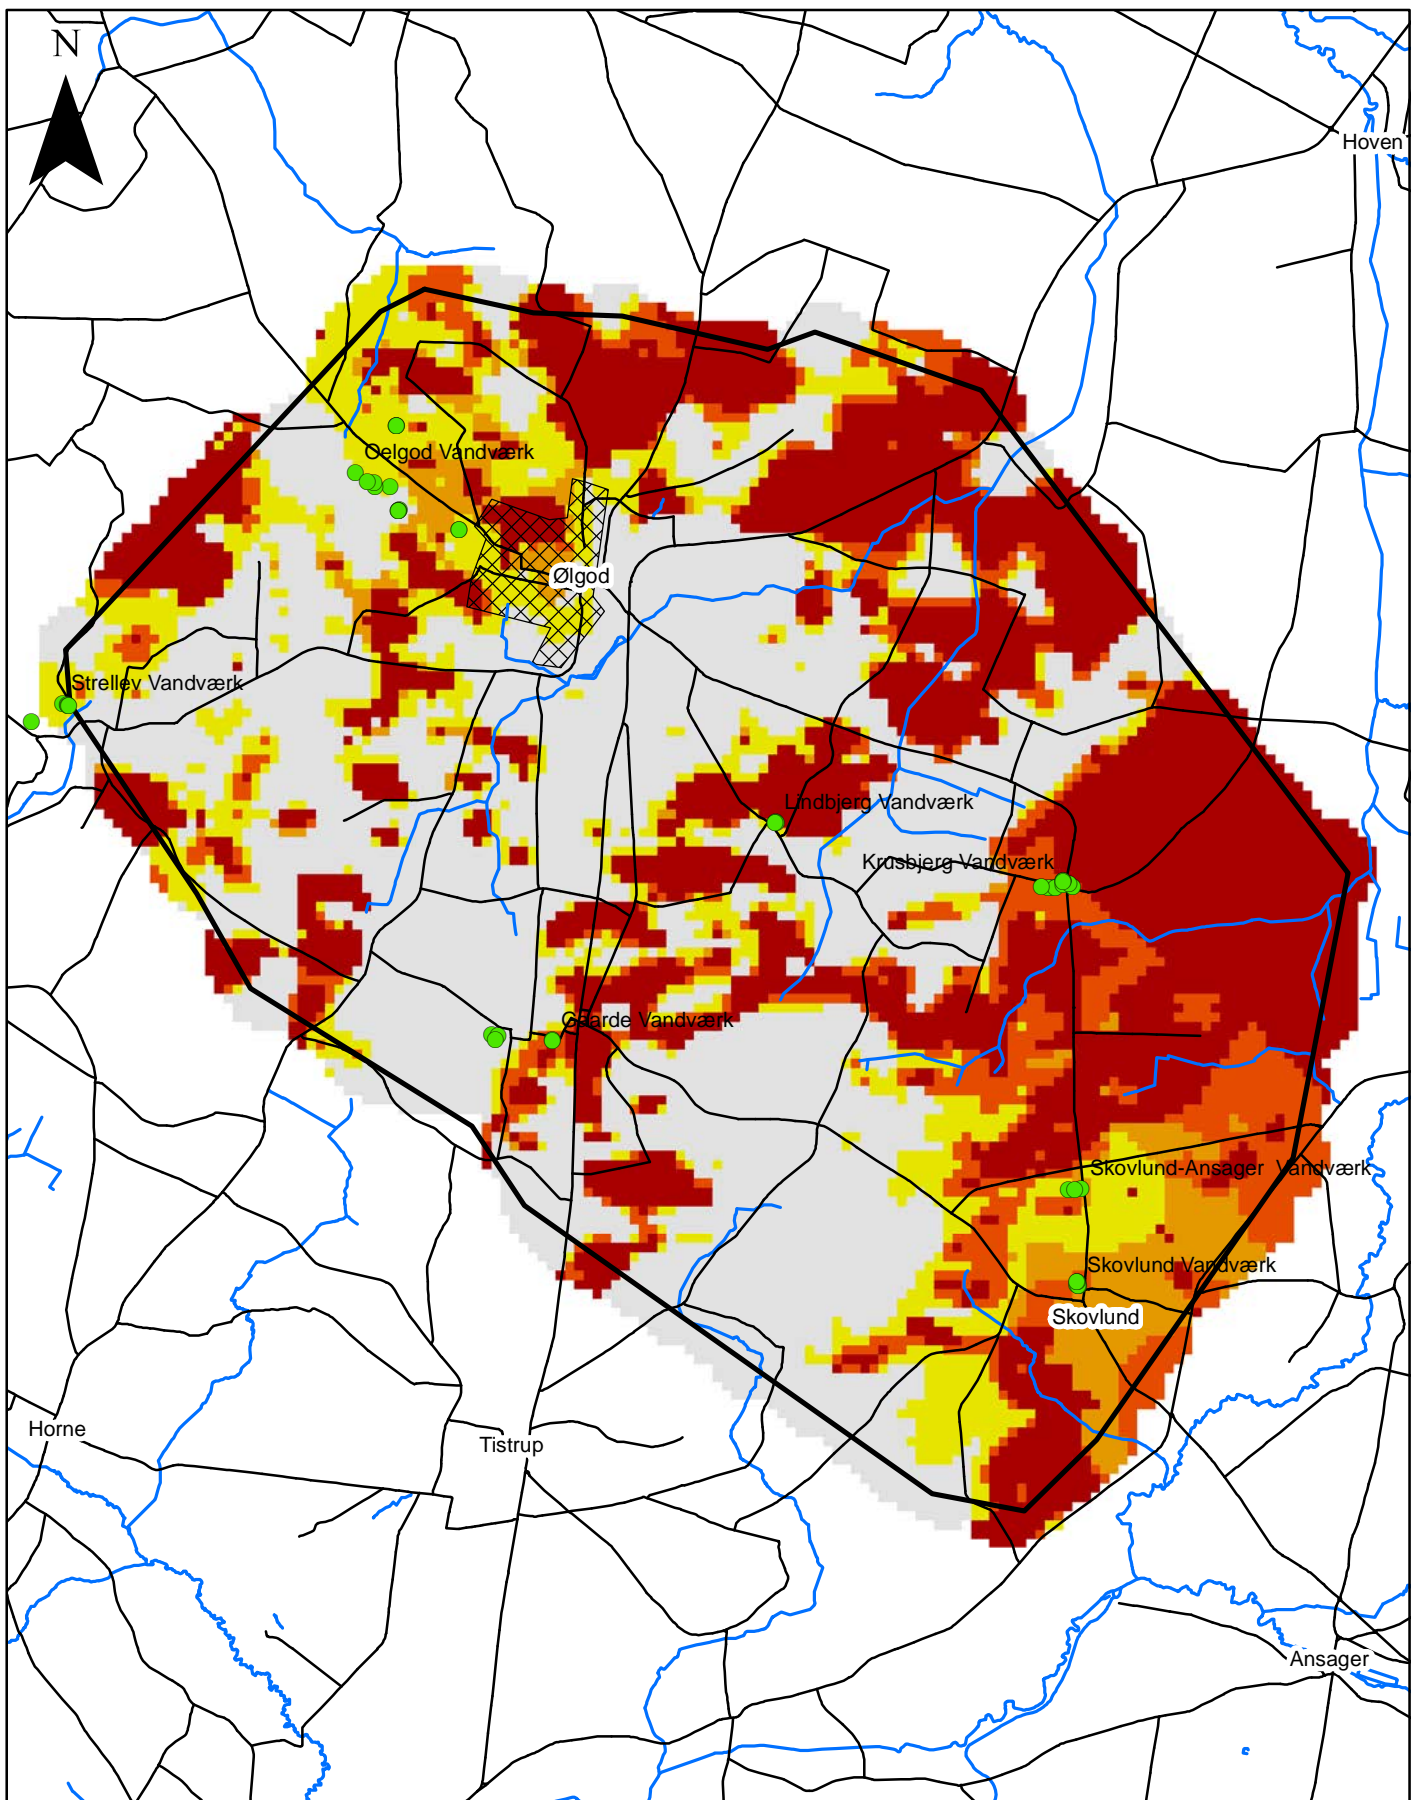 N
Hoven
Oelgod Vandværk
Ølgod
Strellev Vandværk
Lindbjerg Vandværk
Krusbjerg Vandværk
Gaarde Vandværk
Skovlund-Ansager Vandværk
Skovlund Vandværk
Skovlund
Horne
Tistrup
Ansager